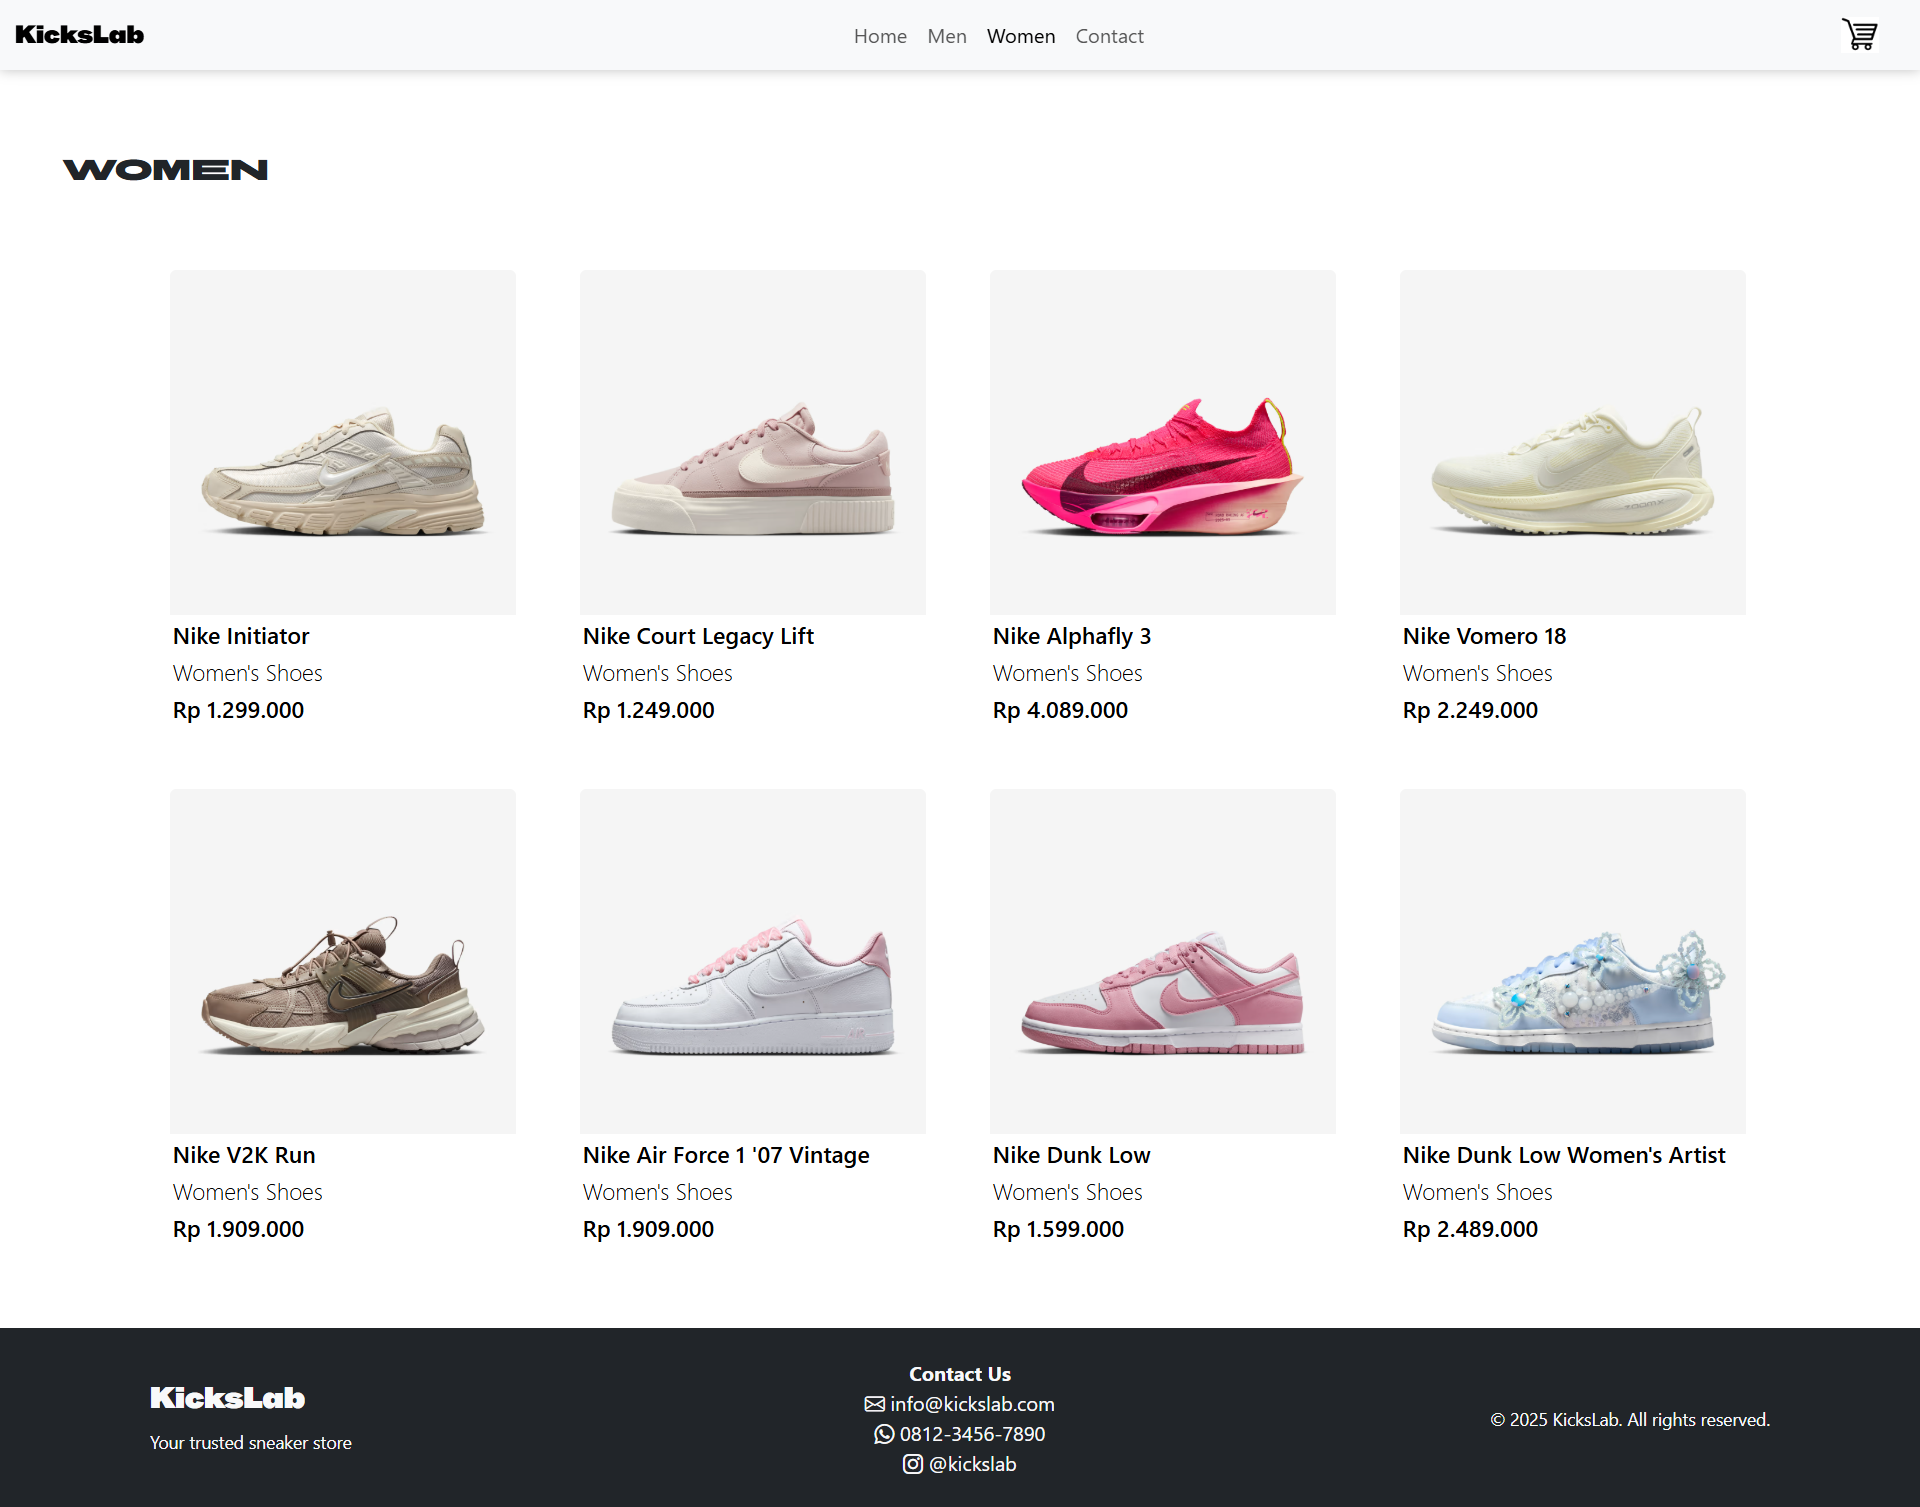 KicksLab
Home Men Women Contact
WOMEN
Nike Initiator
Women's Shoes
Rp 1.299.000
Nike Court Legacy Lift
Women's Shoes
Rp 1.249.000
Nike Alphafly 3
Women's Shoes
Rp 4.089.000
Nike Vomero 18
Women's Shoes
Rp 2.249.000
Nike V2K Run
Women's Shoes
Rp 1.909.000
Nike Air Force 1 '07 Vintage
Women's Shoes
Rp 1.909.000
Nike Dunk Low
Women's Shoes
Rp 1.599.000
Nike Dunk Low Women's Artist
Women's Shoes
Rp 2.489.000
KicksLab
Your trusted sneaker store
Contact Us
info@kickslab.com
0812-3456-7890
@kickslab
© 2025 KicksLab. All rights reserved.